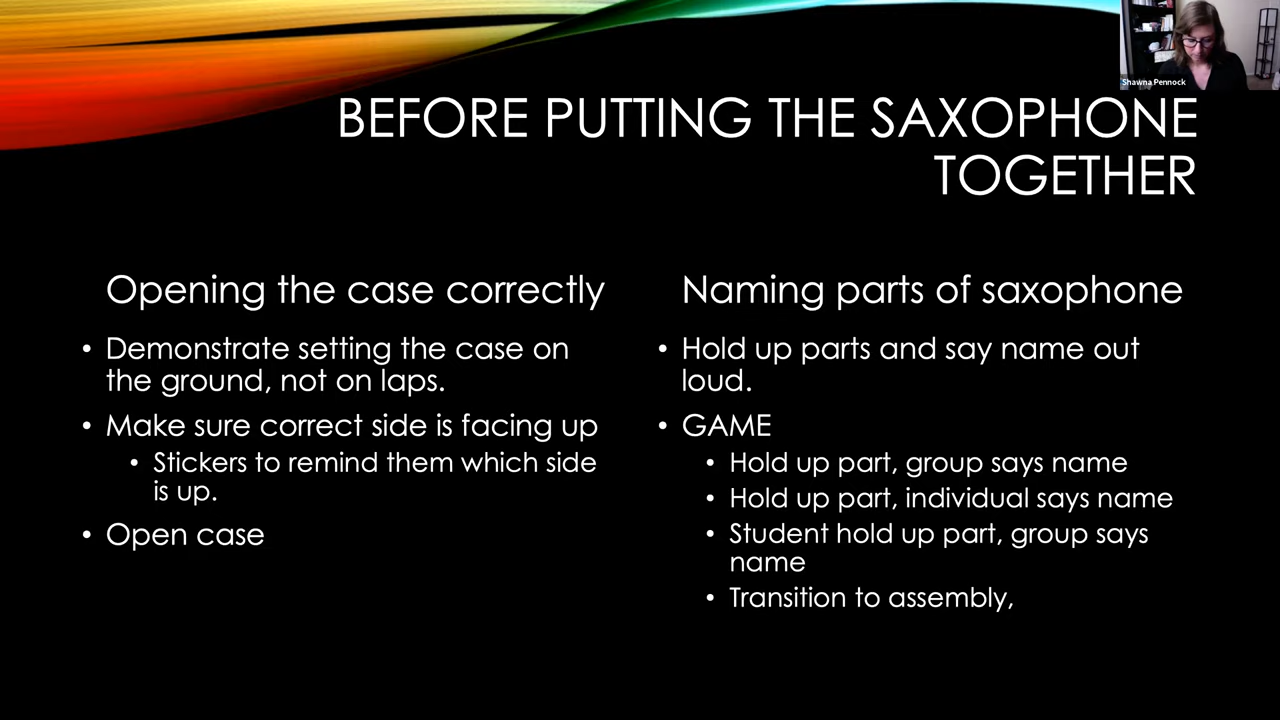 Shawna Pennock
BEFORE PUTTING THE SAXOPHONE
TOGETHER
Opening the case correctly
• Demonstrate setting the case on
the ground, not on laps.
• Make sure correct side is facing up
• Stickers to remind them which side
is up.
• Open case
Naming parts of saxophone
• Hold up parts and say name out
loud.
• GAME
• Hold up part, group says name
• Hold up part, individual says name
• Student hold up part, group says
name
• Transition to assembly,